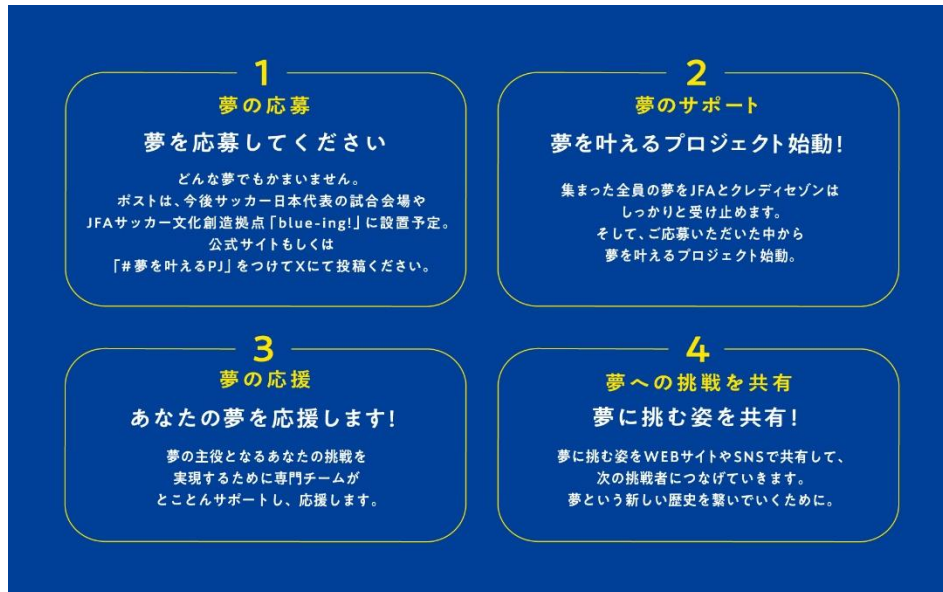 1
夢の応募
夢を応募してください
どんな夢でもかまいません。
ポストは、今後サッカー日本代表の試合会場や
JFAサッカー文化創造拠点「blue-ing!」に設置予定。
公式サイトもしくは
「#夢を叶えるPJ」をつけてXにて投稿ください。
2
夢のサポート
夢を叶えるプロジェクト始動!
集まった全員の夢をJFAとクレディセゾンは
しっかりと受け止めます。
そして、ご応募いただいた中から
夢を叶えるプロジェクト始動。
3
夢の応援
あなたの夢を応援します!
夢の主役となるあなたの挑戦を
実現するために専門チームが
とことんサポートし、応援します。
4
夢への挑戦を共有
夢に挑む姿を共有!
夢に挑む姿をWEBサイトやSNSで共有して、
次の挑戦者につなげていきます。
夢という新しい歴史を繋いでいくために。